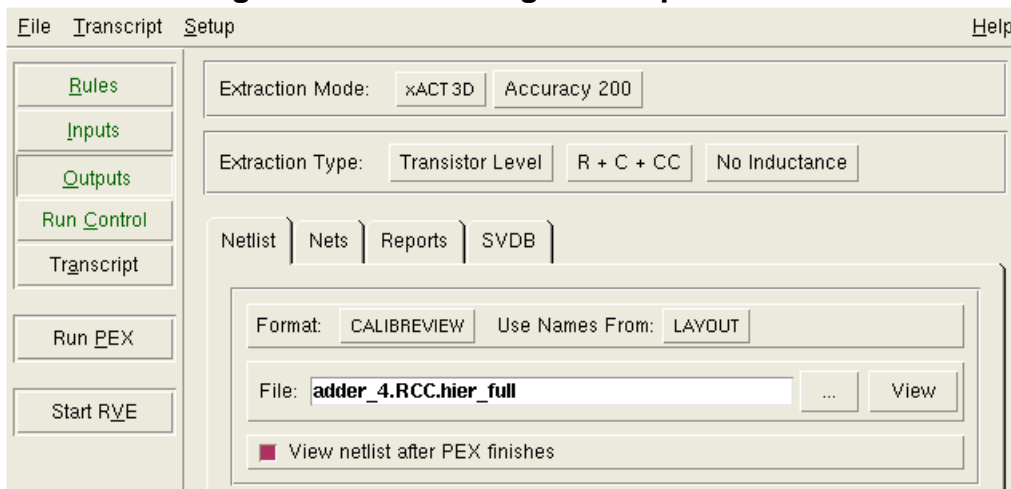 File Transcript Setup Help
Rules
Inputs
Outputs
Run Control
Transcript
Run PEX
Start RVE
Extraction Mode: xACT 3D Accuracy 200
Extraction Type: Transistor Level R + C + CC No Inductance
Netlist Nets Reports SVDB
Format: CALIBREVIEW Use Names From: LAYOUT
File: adder_4.RCC.hier_full ... View
View netlist after PEX finishes